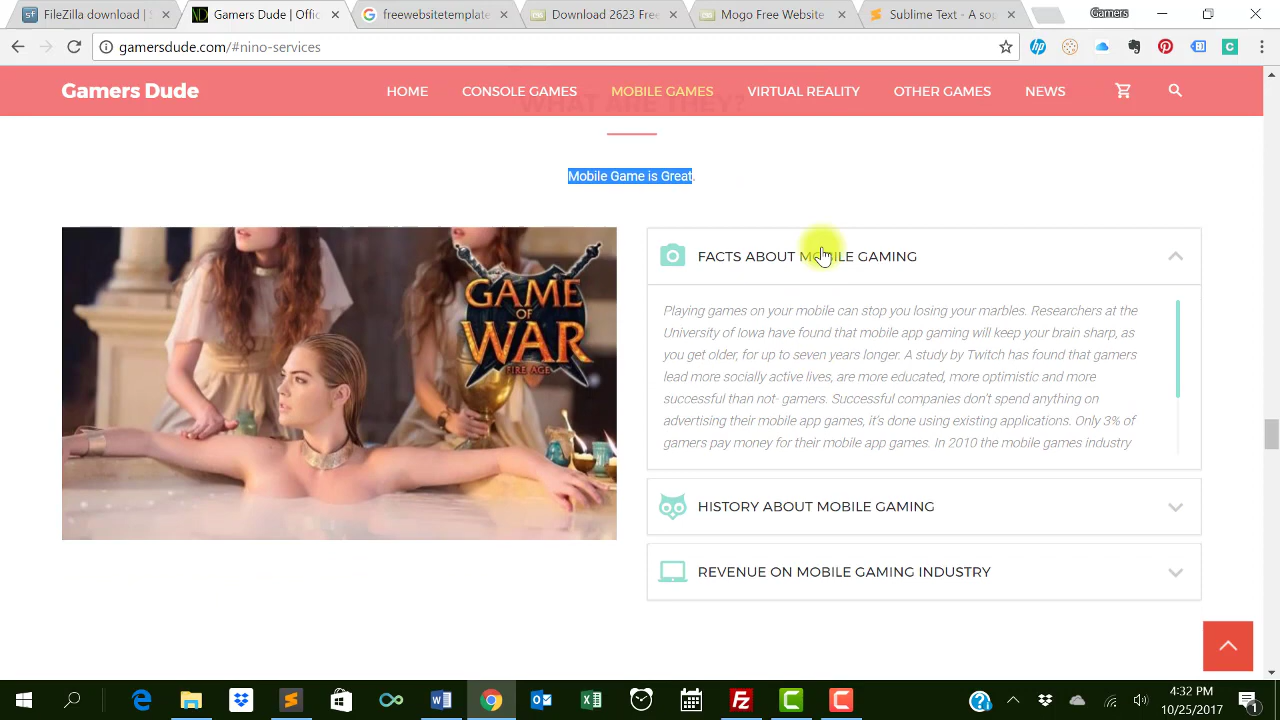 FileZilla download |
Gamers Dude | Offic
freewebsitetemplate
Download 2623 Free
Mogo Free Website
Sublime Text - A so
Gamers
gamersdude.com/#nino-services
Gamers Dude
HOME
CONSOLE GAMES
MOBILE GAMES
VIRTUAL REALITY
OTHER GAMES
NEWS
WHAT ARE THEY?
Mobile Game is Great.
GAME
OF
WAR
FIRE AGE
FACTS ABOUT MOBILE GAMING
Playing games on your mobile can stop you losing your marbles. Researchers at the
University of Iowa have found that mobile app gaming will keep your brain sharp, as
you get older, for up to seven years longer. A study by Twitch has found that gamers
lead more socially active lives, are more educated, more optimistic and more
successful than not- gamers. Successful companies don't spend anything on
advertising their mobile app games, it's done using existing applications. Only 3% of
gamers pay money for their mobile app games. In 2010 the mobile games industry
HISTORY ABOUT MOBILE GAMING
REVENUE ON MOBILE GAMING INDUSTRY
4:32 PM
10/25/2017